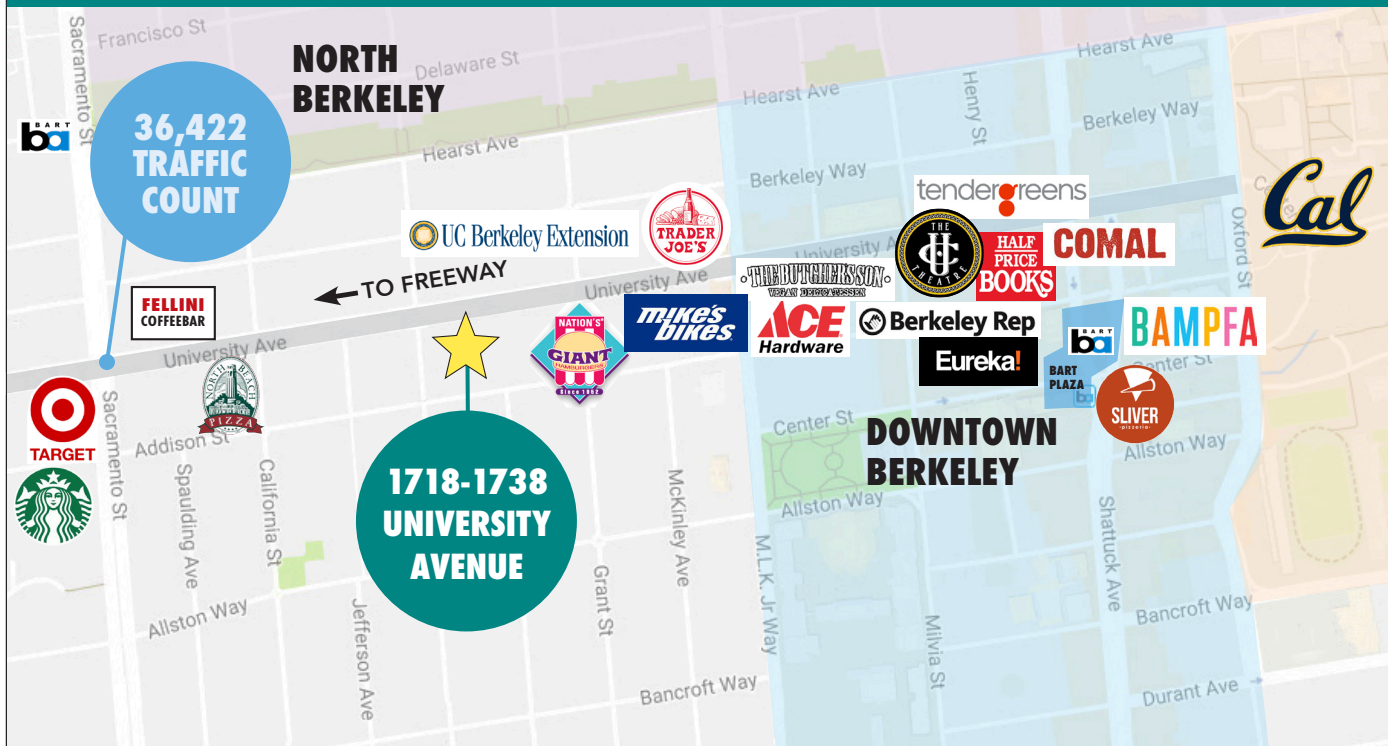 Francisco St
Sacramento St
NORTH
BERKELEY
Delaware St
Hearst Ave
Hearst Ave
Hearst Ave
Henry St
Berkeley Way
Berkeley Way
BART
ba
36,422
TRAFFIC
COUNT
tendergreens
Cal
UC Berkeley Extension
TRADER
JOE'S
THE
UC
THEATRE
HALF
PRICE
BOOKS
COMAL
University A
Oxford St
TO FREEWAY
University Ave
THE BUTCHER'S SON
VEGAN DELICATESSEN
FELLINI
COFFEEBAR
University Ave
NATION'S
GIANT
HAMBURGERS
Since 1952
mike's
bikes
ACE
Hardware
Berkeley Rep
Eureka!
BART
ba
BAMPFA
BART
PLAZA
ba
Center St
SLIVER
pizzeria
TARGET
Sacramento St
NORTH BEACH
PIZZA
Addison St
Center St
DOWNTOWN
BERKELEY
Allston Way
1718-1738
UNIVERSITY
AVENUE
Spaulding Ave
California St
McKinley Ave
Allston Way
Shattuck Ave
M.L.K. Jr Way
Milvia St
Grant St
Jefferson Ave
Allston Way
Bancroft Way
Bancroft Way
Durant Ave